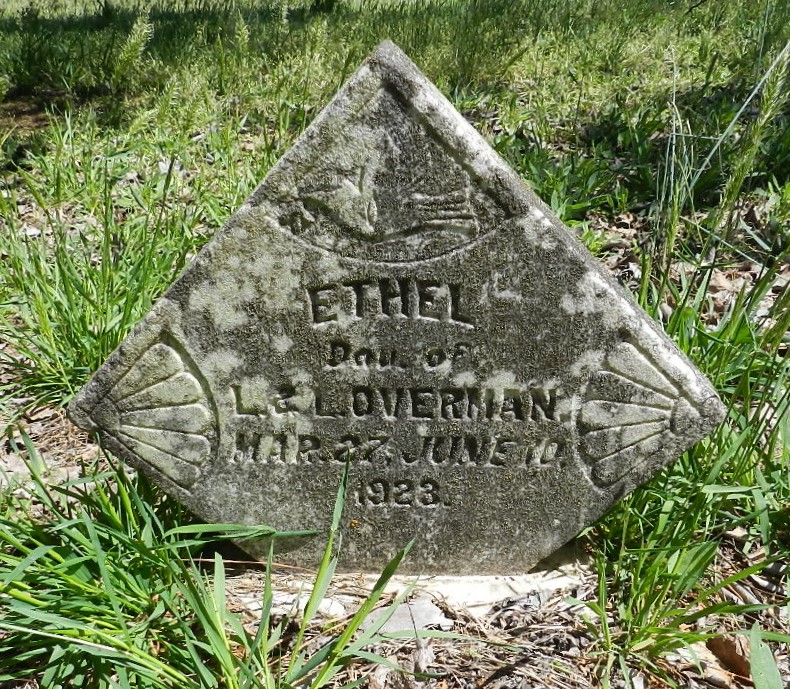 ETHEL
Dau. of
L. & L. OVERMAN.
MAR. 27, JUNE 10,
1923.